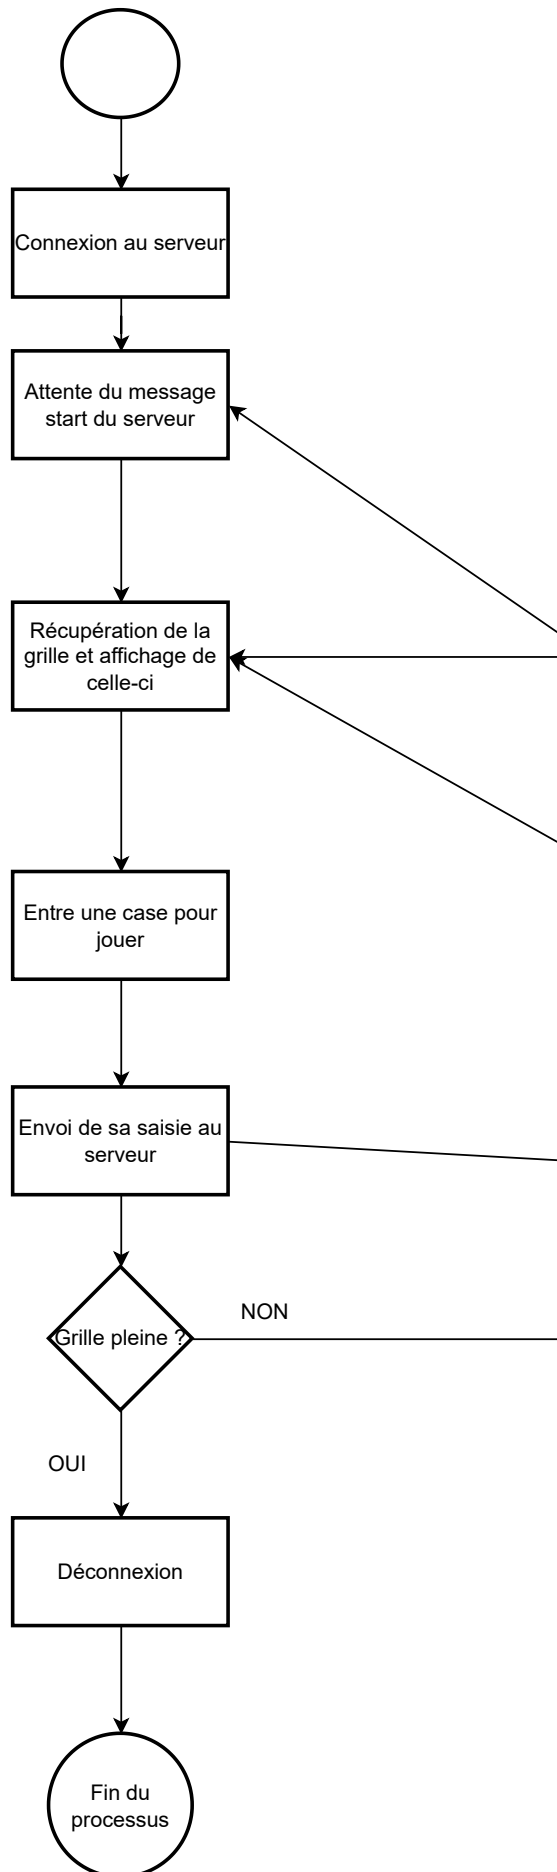 Connexion au serveur
Attente du message
start du serveur
Récupération de la
grille et affichage de
celle-ci
Entre une case pour
jouer
Envoi de sa saisie au
serveur
Grille pleine ?
NON
OUI
Déconnexion
Fin du
processus